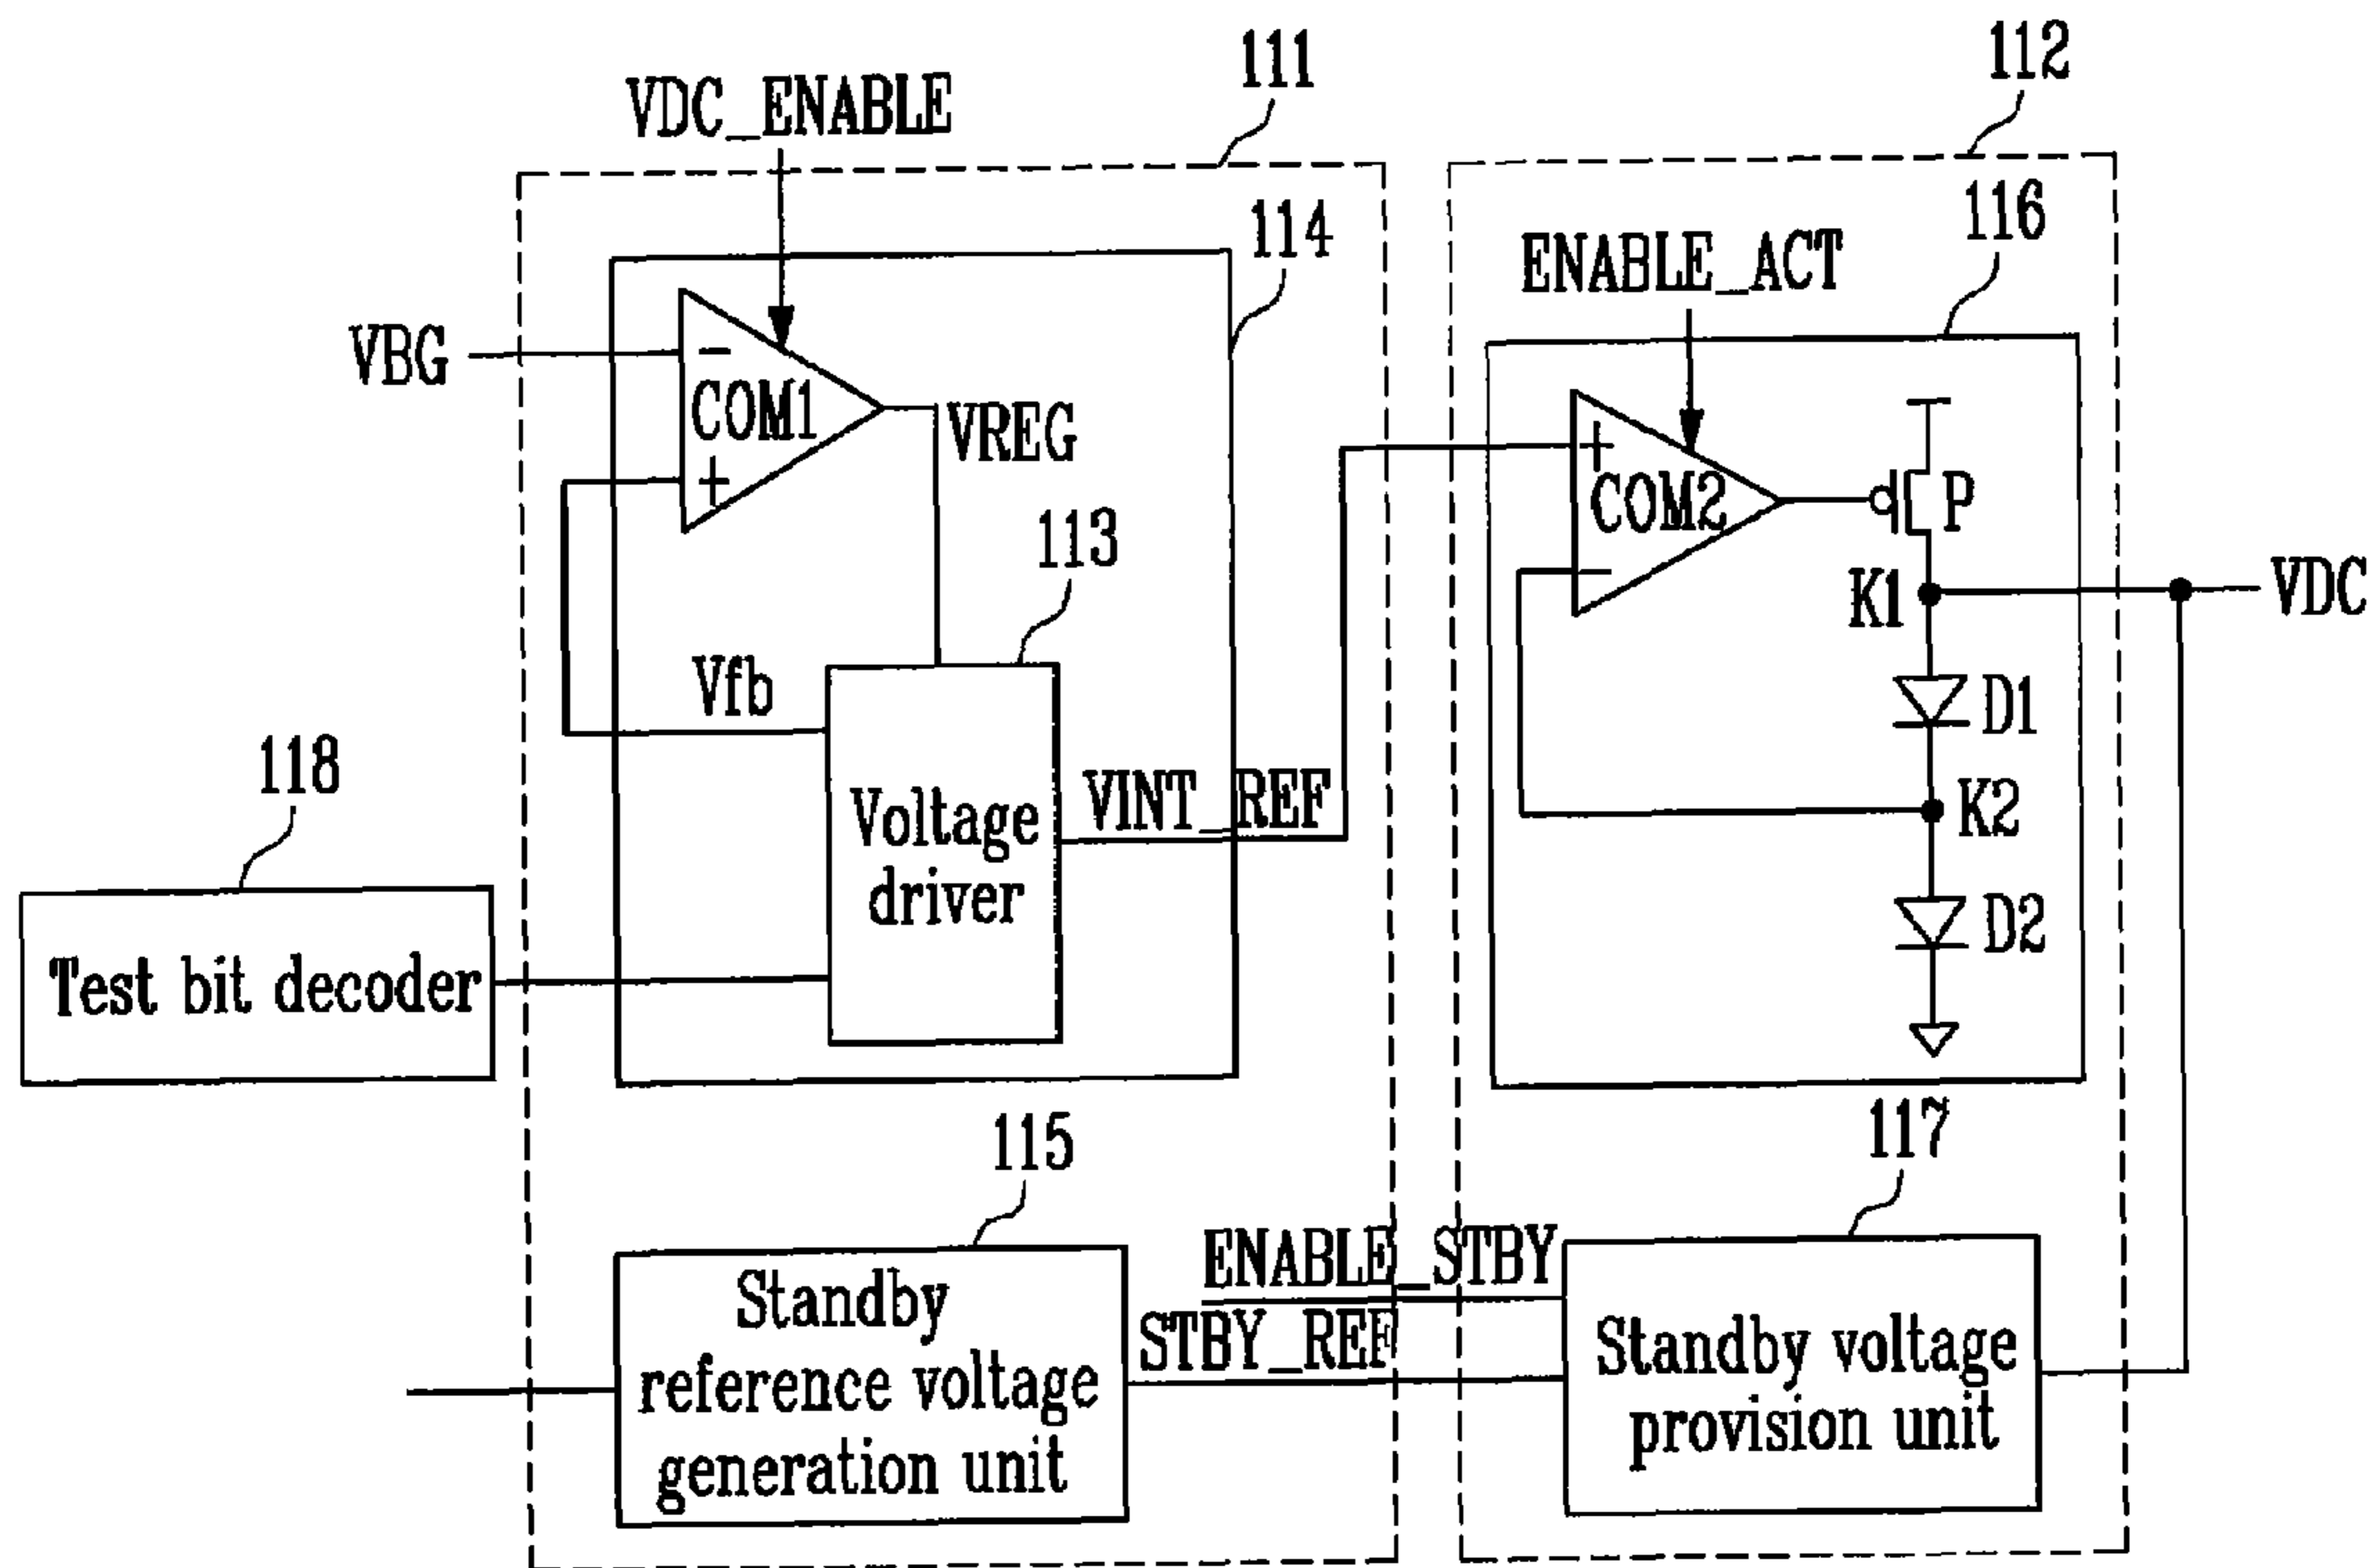 111
112
VDC_ENABLE
114
116
ENABLE_ACT
VBG
-
COM1
+
VREG
+
COM2
-
P
113
K1
VDC
Vfb
D1
118
VINT_REF
K2
Voltage
driver
D2
Test bit decoder
115
117
ENABLE_STBY
STBY_REF
Standby
reference voltage
generation unit
Standby voltage
provision unit